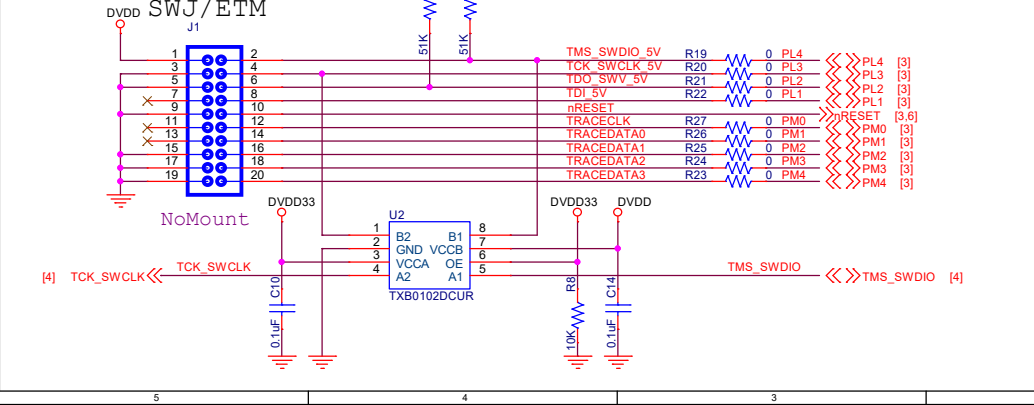 DVDD SWJ/ETM
J1
51K 51K
1 2 TMS_SWDIO_5V R19 0 PL4 PL4 [3]
3 4 TCK_SWCLK_5V R20 0 PL3 PL3 [3]
5 6 TDO_SWV_5V R21 0 PL2 PL2 [3]
7 8 TDI_5V R22 0 PL1 PL1 [3]
9 10 nRESET nRESET [3,6]
11 12 TRACECLK R27 0 PM0 PM0 [3]
13 14 TRACEDATA0 R26 0 PM1 PM1 [3]
15 16 TRACEDATA1 R25 0 PM2 PM2 [3]
17 18 TRACEDATA2 R24 0 PM3 PM3 [3]
19 20 TRACEDATA3 R23 0 PM4 PM4 [3]
NoMount
DVDD33 DVDD33 DVDD
U2
1 B2 B1 8
2 GND VCCB 7
3 VCCA OE 6
4 A2 A1 5
TXB0102DCUR
[4] TCK_SWCLK TCK_SWCLK
TMS_SWDIO TMS_SWDIO [4]
C10 0.1uF
R8 10K
C14 0.1uF
5 4 3